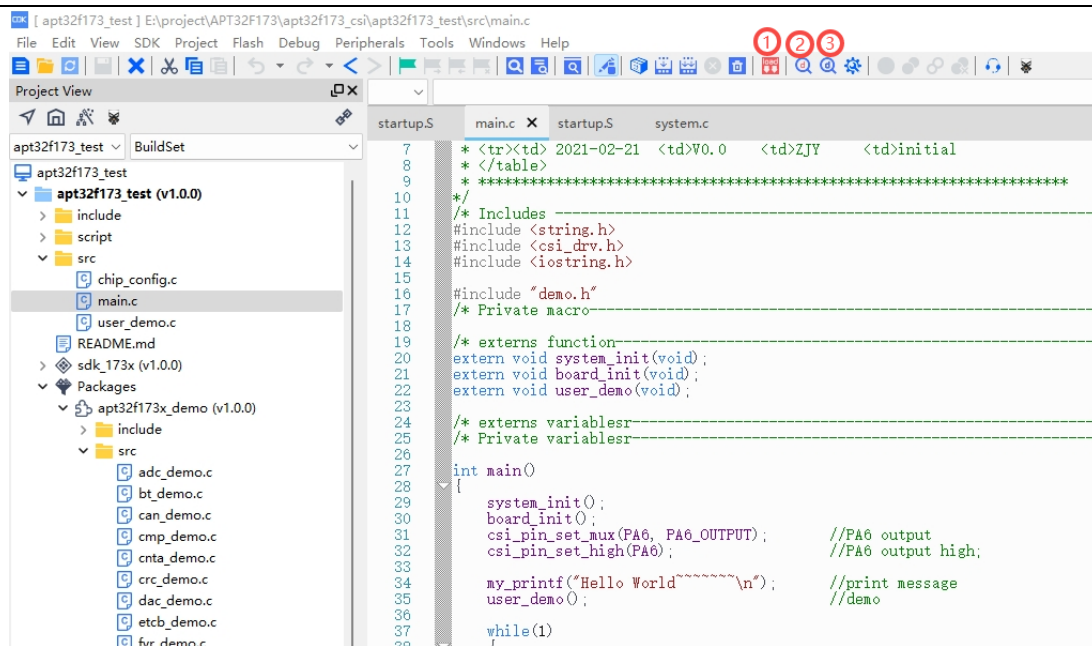 CDK [ apt32f173_test ] E:\project\APT32F173\apt32f173_csi\apt32f173_test\src\main.c
File Edit View SDK Project Flash Debug Peripherals Tools Windows Help
1 2 3
load d d
Project View
apt32f173_test BuildSet
apt32f173_test
apt32f173_test (v1.0.0)
include
script
src
chip_config.c
main.c
user_demo.c
README.md
sdk_173x (v1.0.0)
Packages
apt32f173x_demo (v1.0.0)
include
src
adc_demo.c
bt_demo.c
can_demo.c
cmp_demo.c
cnta_demo.c
crc_demo.c
dac_demo.c
etcb_demo.c
fvr_demo.c
startup.S main.c startup.S system.c
7 * <tr><td> 2021-02-21 <td>V0.0 <td>ZJY <td>initial
8 * </table>
9 * *********************************************************************
10 */
11 /* Includes ---------------------------------------------------------------
12 #include <string.h>
13 #include <csi_drv.h>
14 #include <iostring.h>
15
16 #include "demo.h"
17 /* Private macro-----------------------------------------------------------
18
19 /* externs function--------------------------------------------------------
20 extern void system_init(void);
21 extern void board_init(void);
22 extern void user_demo(void);
23
24 /* externs variablesr------------------------------------------------------
25 /* Private variablesr------------------------------------------------------
26
27 int main()
28 {
29 system_init();
30 board_init();
31 csi_pin_set_mux(PA6, PA6_OUTPUT); //PA6 output
32 csi_pin_set_high(PA6); //PA6 output high;
33
34 my_printf("Hello World~~~~~~~\n"); //print message
35 user_demo(); //demo
36
37 while(1)
38 {